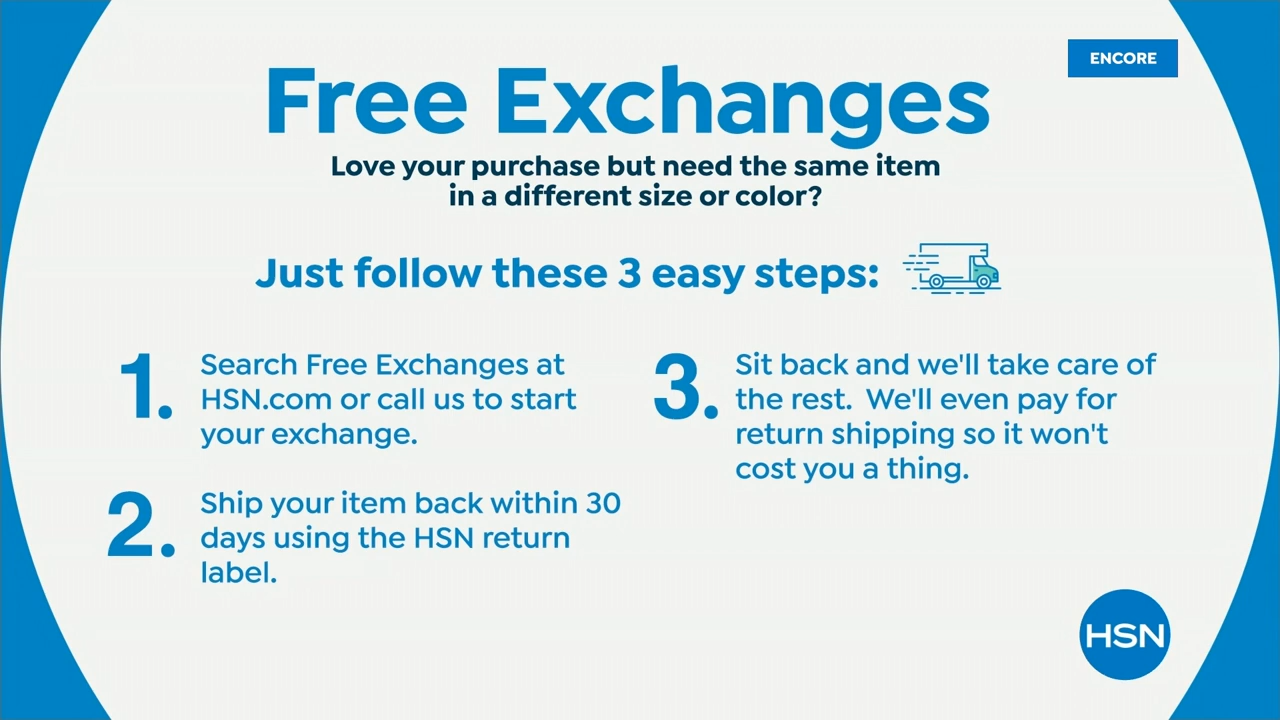 ENCORE
Free Exchanges
Love your purchase but need the same item
in a different size or color?
Just follow these 3 easy steps:
1. Search Free Exchanges at
HSN.com or call us to start
your exchange.
2. Ship your item back within 30
days using the HSN return
label.
3. Sit back and we'll take care of
the rest.  We'll even pay for
return shipping so it won't
cost you a thing.
HSN